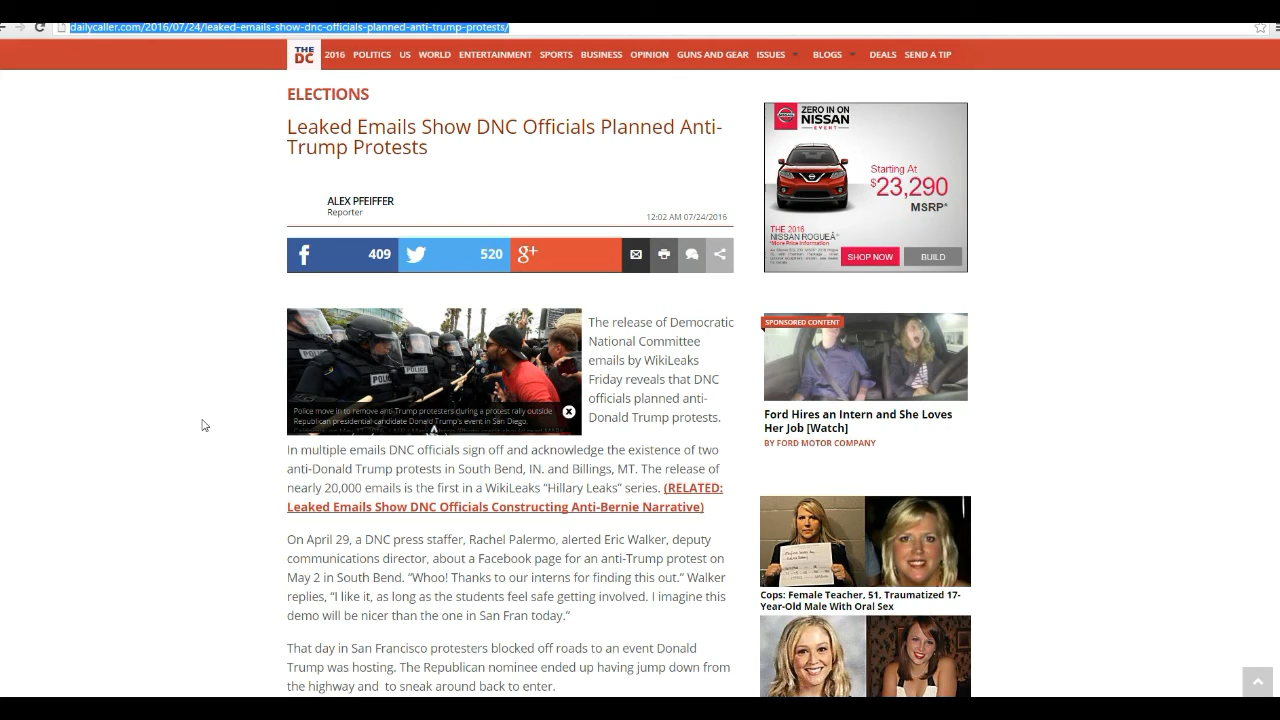 dailycaller.com/2016/07/24/leaked-emails-show-dnc-officials-planned-anti-trump-protests/
THE DC
2016 POLITICS US WORLD ENTERTAINMENT SPORTS BUSINESS OPINION GUNS AND GEAR ISSUES BLOGS DEALS SEND A TIP
ELECTIONS
Leaked Emails Show DNC Officials Planned Anti-
Trump Protests
ALEX PFEIFFER
Reporter
12:02 AM 07/24/2016
409
520
g+
POLICE
POLICE
Police move in to remove anti-Trump protesters during a protest rally outside
Republican presidential candidate Donald Trump's event in San Diego,
The release of Democratic
National Committee
emails by WikiLeaks
Friday reveals that DNC
officials planned anti-
Donald Trump protests.
In multiple emails DNC officials sign off and acknowledge the existence of two
anti-Donald Trump protests in South Bend, IN. and Billings, MT. The release of
nearly 20,000 emails is the first in a WikiLeaks “Hillary Leaks” series. (RELATED:
Leaked Emails Show DNC Officials Constructing Anti-Bernie Narrative)
On April 29, a DNC press staffer, Rachel Palermo, alerted Eric Walker, deputy
communications director, about a Facebook page for an anti-Trump protest on
May 2 in South Bend. “Whoo! Thanks to our interns for finding this out.” Walker
replies, “I like it, as long as the students feel safe getting involved. I imagine this
demo will be nicer than the one in San Fran today.”
That day in San Francisco protesters blocked off roads to an event Donald
Trump was hosting. The Republican nominee ended up having jump down from
the highway and to sneak around back to enter.
ZERO IN ON
NISSAN
EVENT
Starting At
$23,290
MSRP*
THE 2016
NISSAN ROGUEÂ®
*More Price Information
SHOP NOW
BUILD
SPONSORED CONTENT
Ford Hires an Intern and She Loves
Her Job [Watch]
BY FORD MOTOR COMPANY
Cops: Female Teacher, 51, Traumatized 17-
Year-Old Male With Oral Sex